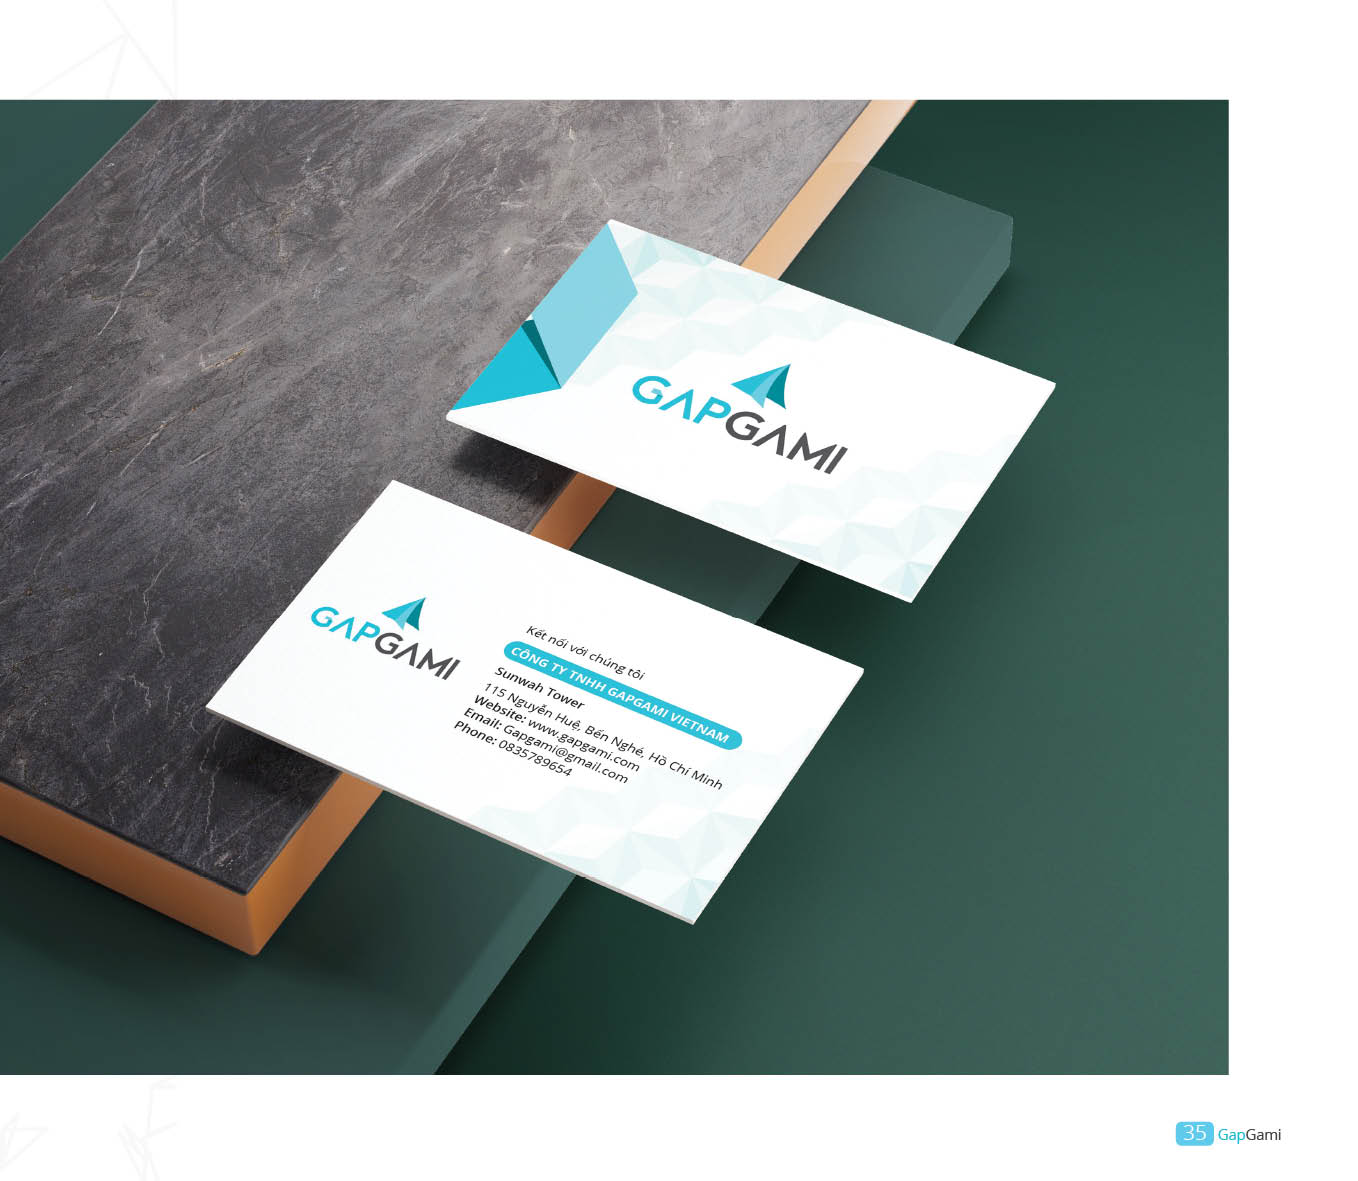 GAPGAMI
GAPGAMI
Kết nối với chúng tôi
CÔNG TY TNHH GAPGAMI VIETNAM
Sunwah Tower
115 Nguyễn Huệ, Bến Nghé, Hồ Chí Minh
Website: www.gapgami.com
Email: Gapgami@gmail.com
Phone: 0835789654
35 GapGami